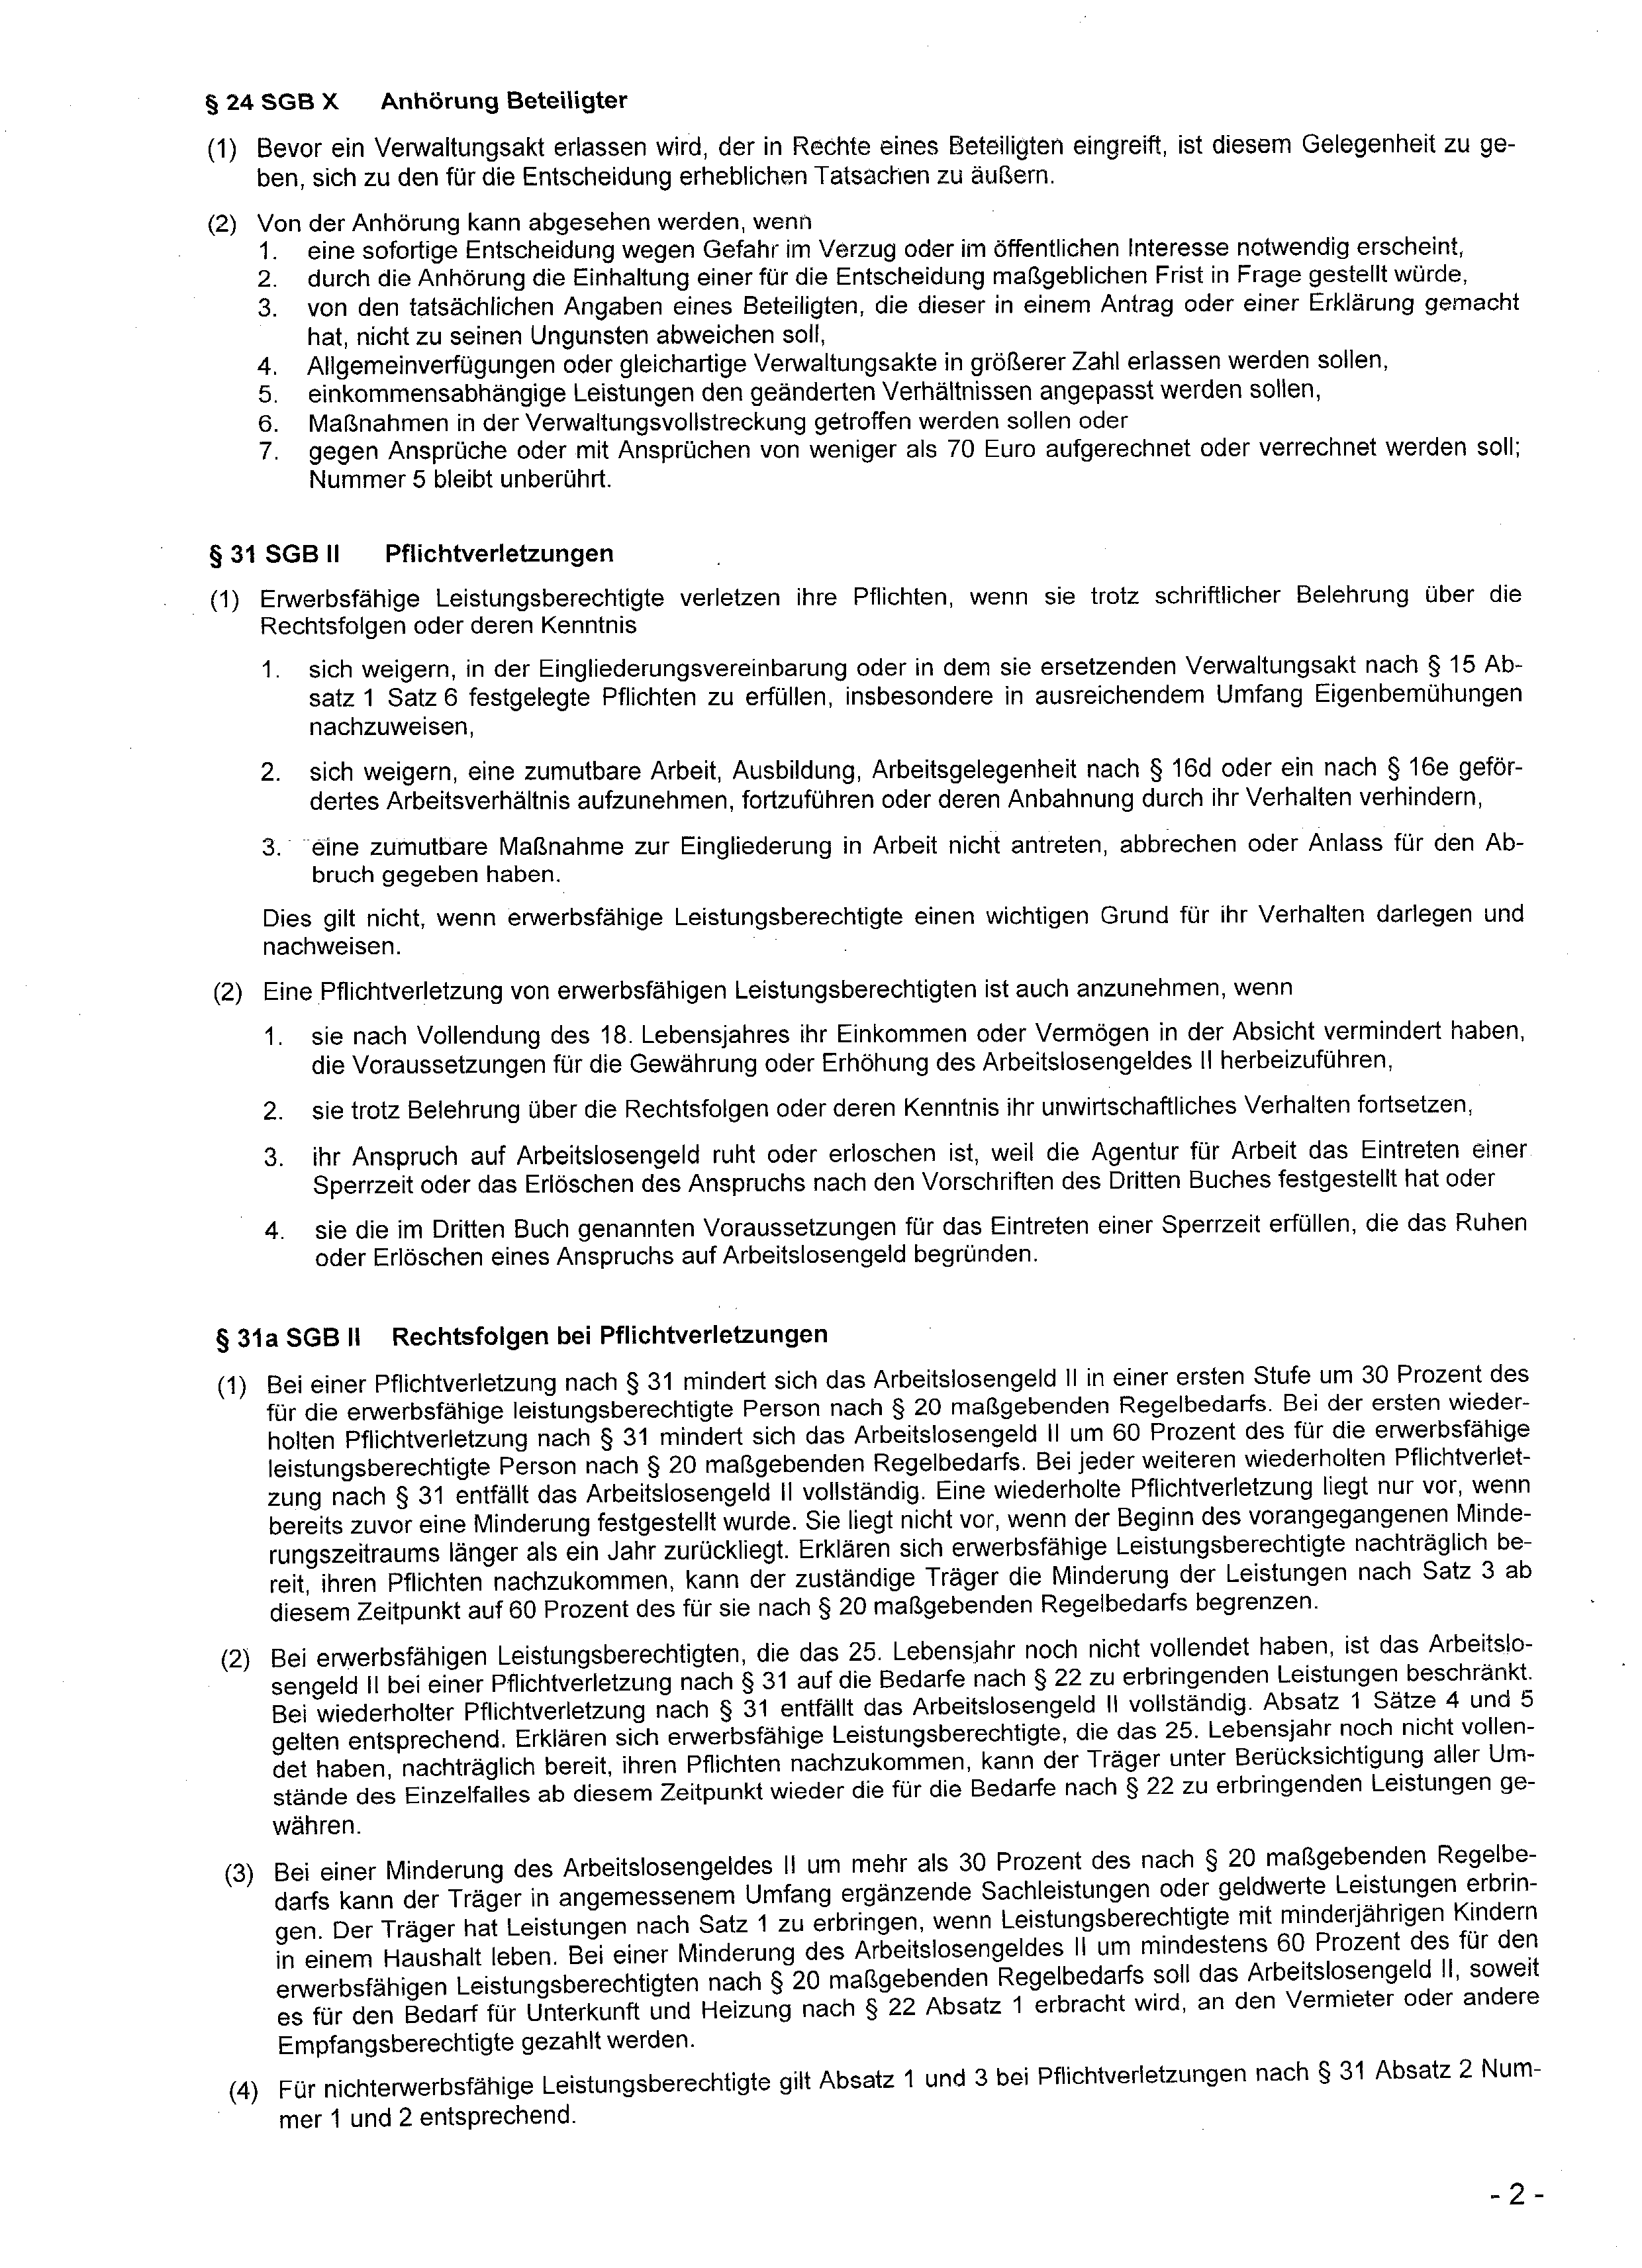 § 24 SGB X Anhörung Beteiligter
(1) Bevor ein Verwaltungsakt erlassen wird, der in Rechte eines Beteiligten eingreift, ist diesem Gelegenheit zu ge-
ben, sich zu den für die Entscheidung erheblichen Tatsachen zu äußern.
(2) Von der Anhörung kann abgesehen werden, wenn
1. eine sofortige Entscheidung wegen Gefahr im Verzug oder im öffentlichen Interesse notwendig erscheint,
2. durch die Anhörung die Einhaltung einer für die Entscheidung maßgeblichen Frist in Frage gestellt würde,
3. von den tatsächlichen Angaben eines Beteiligten, die dieser in einem Antrag oder einer Erklärung gemacht
hat, nicht zu seinen Ungunsten abweichen soll,
4. Allgemeinverfügungen oder gleichartige Verwaltungsakte in größerer Zahl erlassen werden sollen,
5. einkommensabhängige Leistungen den geänderten Verhältnissen angepasst werden sollen,
6. Maßnahmen in der Verwaltungsvollstreckung getroffen werden sollen oder
7. gegen Ansprüche oder mit Ansprüchen von weniger als 70 Euro aufgerechnet oder verrechnet werden soll;
Nummer 5 bleibt unberührt.
§ 31 SGB II Pflichtverletzungen
(1) Erwerbsfähige Leistungsberechtigte verletzen ihre Pflichten, wenn sie trotz schriftlicher Belehrung über die
Rechtsfolgen oder deren Kenntnis
1. sich weigern, in der Eingliederungsvereinbarung oder in dem sie ersetzenden Verwaltungsakt nach § 15 Ab-
satz 1 Satz 6 festgelegte Pflichten zu erfüllen, insbesondere in ausreichendem Umfang Eigenbemühungen
nachzuweisen,
2. sich weigern, eine zumutbare Arbeit, Ausbildung, Arbeitsgelegenheit nach § 16d oder ein nach § 16e geför-
dertes Arbeitsverhältnis aufzunehmen, fortzuführen oder deren Anbahnung durch ihr Verhalten verhindern,
3. eine zumutbare Maßnahme zur Eingliederung in Arbeit nicht antreten, abbrechen oder Anlass für den Ab-
bruch gegeben haben.
Dies gilt nicht, wenn erwerbsfähige Leistungsberechtigte einen wichtigen Grund für ihr Verhalten darlegen und
nachweisen.
(2) Eine Pflichtverletzung von erwerbsfähigen Leistungsberechtigten ist auch anzunehmen, wenn
1. sie nach Vollendung des 18. Lebensjahres ihr Einkommen oder Vermögen in der Absicht vermindert haben,
die Voraussetzungen für die Gewährung oder Erhöhung des Arbeitslosengeldes II herbeizuführen,
2. sie trotz Belehrung über die Rechtsfolgen oder deren Kenntnis ihr unwirtschaftliches Verhalten fortsetzen,
3. ihr Anspruch auf Arbeitslosengeld ruht oder erloschen ist, weil die Agentur für Arbeit das Eintreten einer
Sperrzeit oder das Erlöschen des Anspruchs nach den Vorschriften des Dritten Buches festgestellt hat oder
4. sie die im Dritten Buch genannten Voraussetzungen für das Eintreten einer Sperrzeit erfüllen, die das Ruhen
oder Erlöschen eines Anspruchs auf Arbeitslosengeld begründen.
§ 31a SGB II Rechtsfolgen bei Pflichtverletzungen
(1) Bei einer Pflichtverletzung nach § 31 mindert sich das Arbeitslosengeld II in einer ersten Stufe um 30 Prozent des
für die erwerbsfähige leistungsberechtigte Person nach § 20 maßgebenden Regelbedarfs. Bei der ersten wieder-
holten Pflichtverletzung nach § 31 mindert sich das Arbeitslosengeld II um 60 Prozent des für die erwerbsfähige
leistungsberechtigte Person nach § 20 maßgebenden Regelbedarfs. Bei jeder weiteren wiederholten Pflichtverlet-
zung nach § 31 entfällt das Arbeitslosengeld II vollständig. Eine wiederholte Pflichtverletzung liegt nur vor, wenn
bereits zuvor eine Minderung festgestellt wurde. Sie liegt nicht vor, wenn der Beginn des vorangegangenen Minde-
rungszeitraums länger als ein Jahr zurückliegt. Erklären sich erwerbsfähige Leistungsberechtigte nachträglich be-
reit, ihren Pflichten nachzukommen, kann der zuständige Träger die Minderung der Leistungen nach Satz 3 ab
diesem Zeitpunkt auf 60 Prozent des für sie nach § 20 maßgebenden Regelbedarfs begrenzen.
(2) Bei erwerbsfähigen Leistungsberechtigten, die das 25. Lebensjahr noch nicht vollendet haben, ist das Arbeitslo-
sengeld II bei einer Pflichtverletzung nach § 31 auf die Bedarfe nach § 22 zu erbringenden Leistungen beschränkt.
Bei wiederholter Pflichtverletzung nach § 31 entfällt das Arbeitslosengeld II vollständig. Absatz 1 Sätze 4 und 5
gelten entsprechend. Erklären sich erwerbsfähige Leistungsberechtigte, die das 25. Lebensjahr noch nicht vollen-
det haben, nachträglich bereit, ihren Pflichten nachzukommen, kann der Träger unter Berücksichtigung aller Um-
stände des Einzelfalles ab diesem Zeitpunkt wieder die für die Bedarfe nach § 22 zu erbringenden Leistungen ge-
währen.
(3) Bei einer Minderung des Arbeitslosengeldes II um mehr als 30 Prozent des nach § 20 maßgebenden Regelbe-
darfs kann der Träger in angemessenem Umfang ergänzende Sachleistungen oder geldwerte Leistungen erbrin-
gen. Der Träger hat Leistungen nach Satz 1 zu erbringen, wenn Leistungsberechtigte mit minderjährigen Kindern
in einem Haushalt leben. Bei einer Minderung des Arbeitslosengeldes II um mindestens 60 Prozent des für den
erwerbsfähigen Leistungsberechtigten nach § 20 maßgebenden Regelbedarfs soll das Arbeitslosengeld II, soweit
es für den Bedarf für Unterkunft und Heizung nach § 22 Absatz 1 erbracht wird, an den Vermieter oder andere
Empfangsberechtigte gezahlt werden.
(4) Für nichterwerbsfähige Leistungsberechtigte gilt Absatz 1 und 3 bei Pflichtverletzungen nach § 31 Absatz 2 Num-
mer 1 und 2 entsprechend.
- 2 -